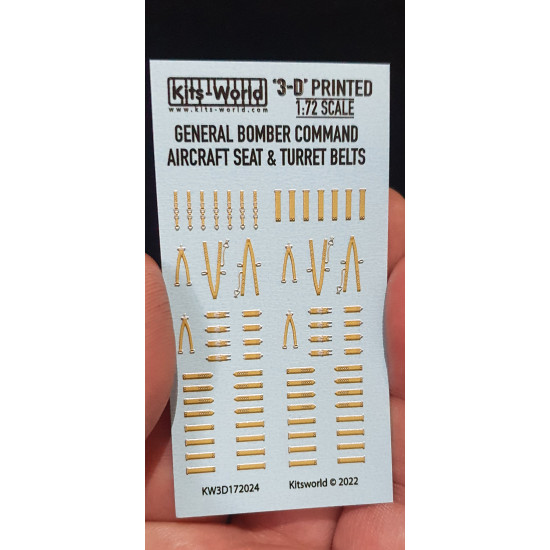 Kits-World "3-D" PRINTED
www.kits-world.com 1:72 SCALE
GENERAL BOMBER COMMAND
AIRCRAFT SEAT & TURRET BELTS
KW3D172024 Kitsworld © 2022